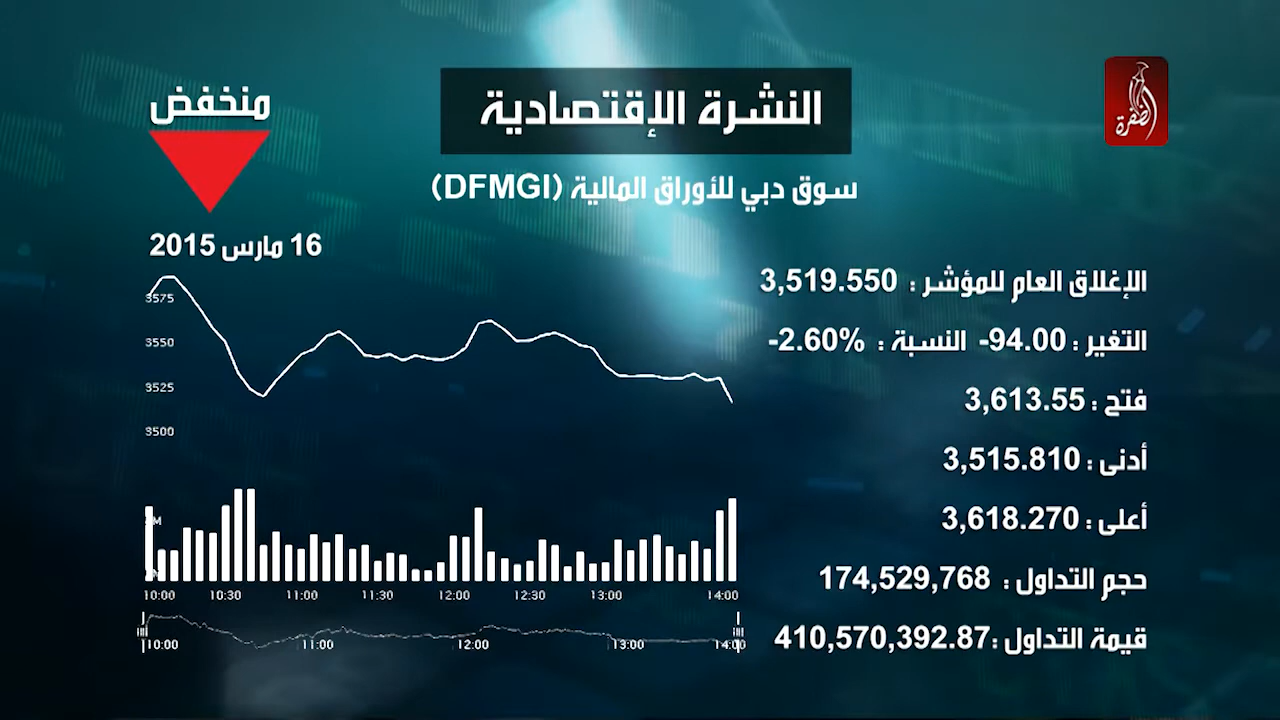 النشرة الإقتصادية
الظفرة
منخفض
سوق دبي للأوراق المالية (DFMGI)
16 مارس 2015
الإغلاق العام للمؤشر : 3,519.550
التغير : 94.00- النسبة : -2.60%
فتح : 3,613.55
أدنى : 3,515.810
أعلى : 3,618.270
حجم التداول : 174,529,768
قيمة التداول : 410,570,392.87
3575
3550
3525
3500
10:00 10:30 11:00 11:30 12:00 12:30 13:00 14:00
10:00 11:00 12:00 13:00 14:00